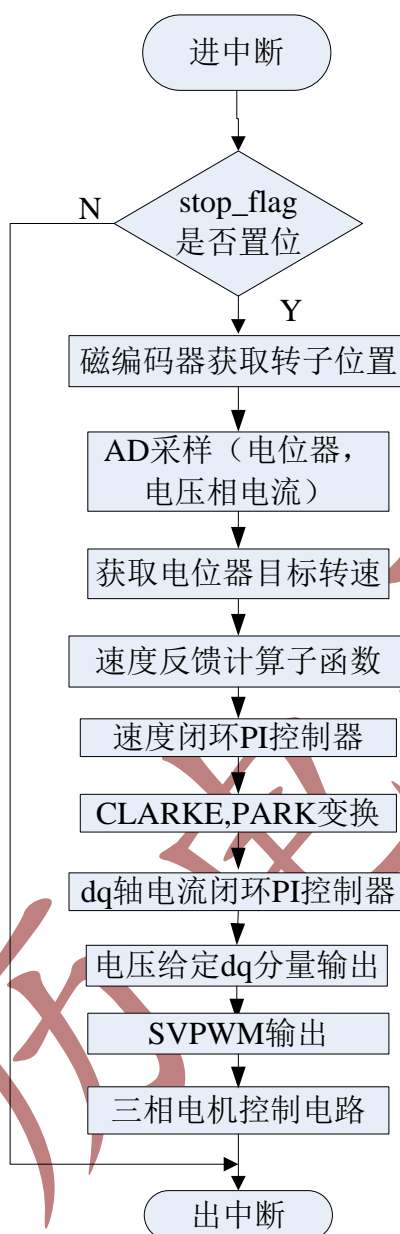 进中断
stop_flag
是否置位
N
Y
磁编码器获取转子位置
AD采样（电位器，
电压相电流）
获取电位器目标转速
速度反馈计算子函数
速度闭环PI控制器
CLARKE,PARK变换
dq轴电流闭环PI控制器
电压给定dq分量输出
SVPWM输出
三相电机控制电路
出中断